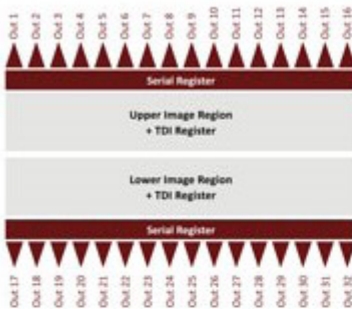 Out 1
Out 2
Out 3
Out 4
Out 5
Out 6
Out 7
Out 8
Out 9
Out 10
Out 11
Out 12
Out 13
Out 14
Out 15
Out 16
Serial Register
Upper Image Region
+ TDI Register
Lower Image Region
+ TDI Register
Serial Register
Out 17
Out 18
Out 19
Out 20
Out 21
Out 22
Out 23
Out 24
Out 25
Out 26
Out 27
Out 28
Out 29
Out 30
Out 31
Out 32